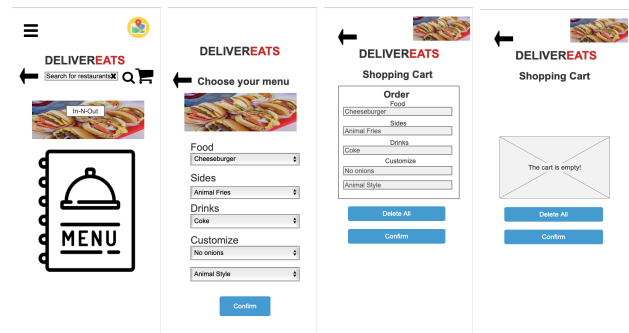 DELIVEREATS
Search for restaurants
In-N-Out
MENU
DELIVEREATS
Choose your menu
Food
Cheeseburger
Sides
Animal Fries
Drinks
Coke
Customize
No onions
Animal Style
Confirm
DELIVEREATS
Shopping Cart
Order
Food
Cheeseburger
Sides
Animal Fries
Drinks
Coke
Customize
No onions
Animal Style
Delete All
Confirm
DELIVEREATS
Shopping Cart
The cart is empty!
Delete All
Confirm